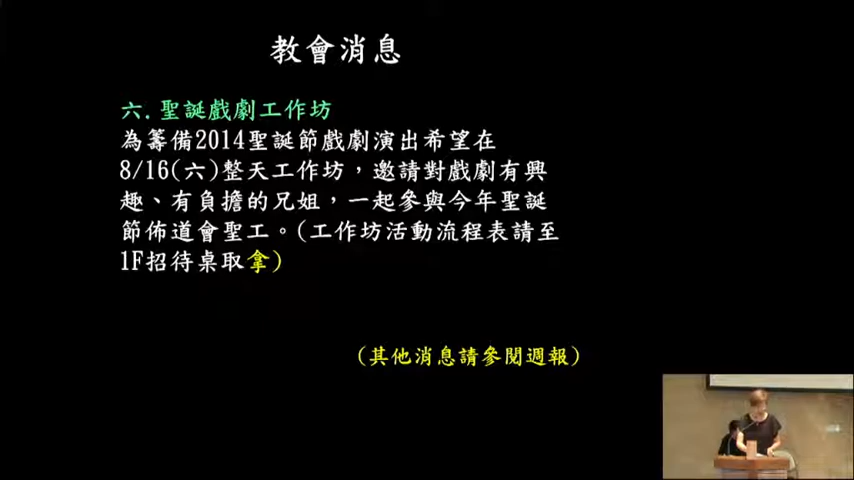 教會消息
六.聖誕戲劇工作坊
為籌備2014聖誕節戲劇演出希望在
8/16(六)整天工作坊，邀請對戲劇有興
趣、有負擔的兄姐，一起參與今年聖誕
節佈道會聖工。(工作坊活動流程表請至
1F招待桌取拿)
(其他消息請參閱週報)